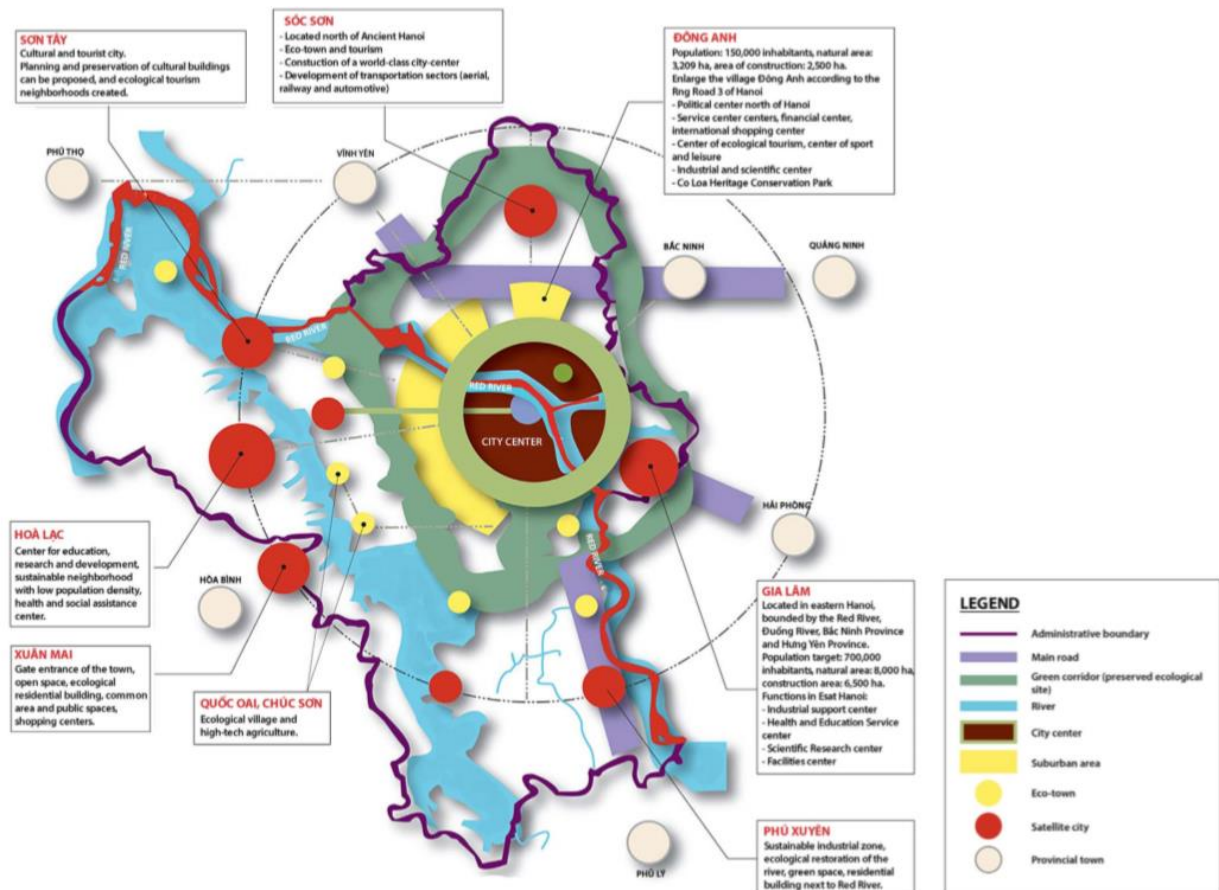 SƠN TÂY
Cultural and tourist city.
Planning and preservation of cultural buildings
can be proposed, and ecological tourism
neighborhoods created.
SÓC SƠN
- Located north of Ancient Hanoi
- Eco-town and tourism
- Constuction of a world-class city-center
- Development of transportation sectors (aerial,
railway and automotive)
ĐÔNG ANH
Population: 150,000 inhabitants, natural area:
3,209 ha, area of construction: 2,500 ha.
Enlarge the village Đông Anh according to the
Rng Road 3 of Hanoi
- Political center north of Hanoi
- Service center centers, financial center,
international shopping center
- Center of ecological tourism, center of sport
and leisure
- Industrial and scientific center
- Co Loa Heritage Conservation Park
PHÚ THỌ
VĨNH YÊN
BẮC NINH
QUẢNG NINH
RED RIVER
RED RIVER
RED RIVER
CITY CENTER
HẢI PHÒNG
RED RIVER
HOÀ LẠC
Center for education,
research and development,
sustainable neighborhood
with low population density,
health and social assistance
center.
HÒA BÌNH
XUÂN MAI
Gate entrance of the town,
open space, ecological
residential building, common
area and public spaces,
shopping centers.
QUỐC OAI, CHÚC SƠN
Ecological village and
high-tech agriculture.
GIA LÂM
Located in eastern Hanoi,
bounded by the Red River,
Đuống River, Bắc Ninh Province
and Hưng Yên Province.
Population target: 700,000
inhabitants, natural area: 8,000 ha,
construction area: 6,500 ha.
Functions in Esat Hanoi:
- Industrial support center
- Health and Education Service
center
- Scientific Research center
- Facilities center
PHÚ XUYÊN
Sustainable industrial zone,
ecological restoration of the
river, green space, residential
building next to Red River.
PHỦ LÝ
LEGEND
Administrative boundary
Main road
Green corridor (preserved ecological
site)
River
City center
Suburban area
Eco-town
Satellite city
Provincial town